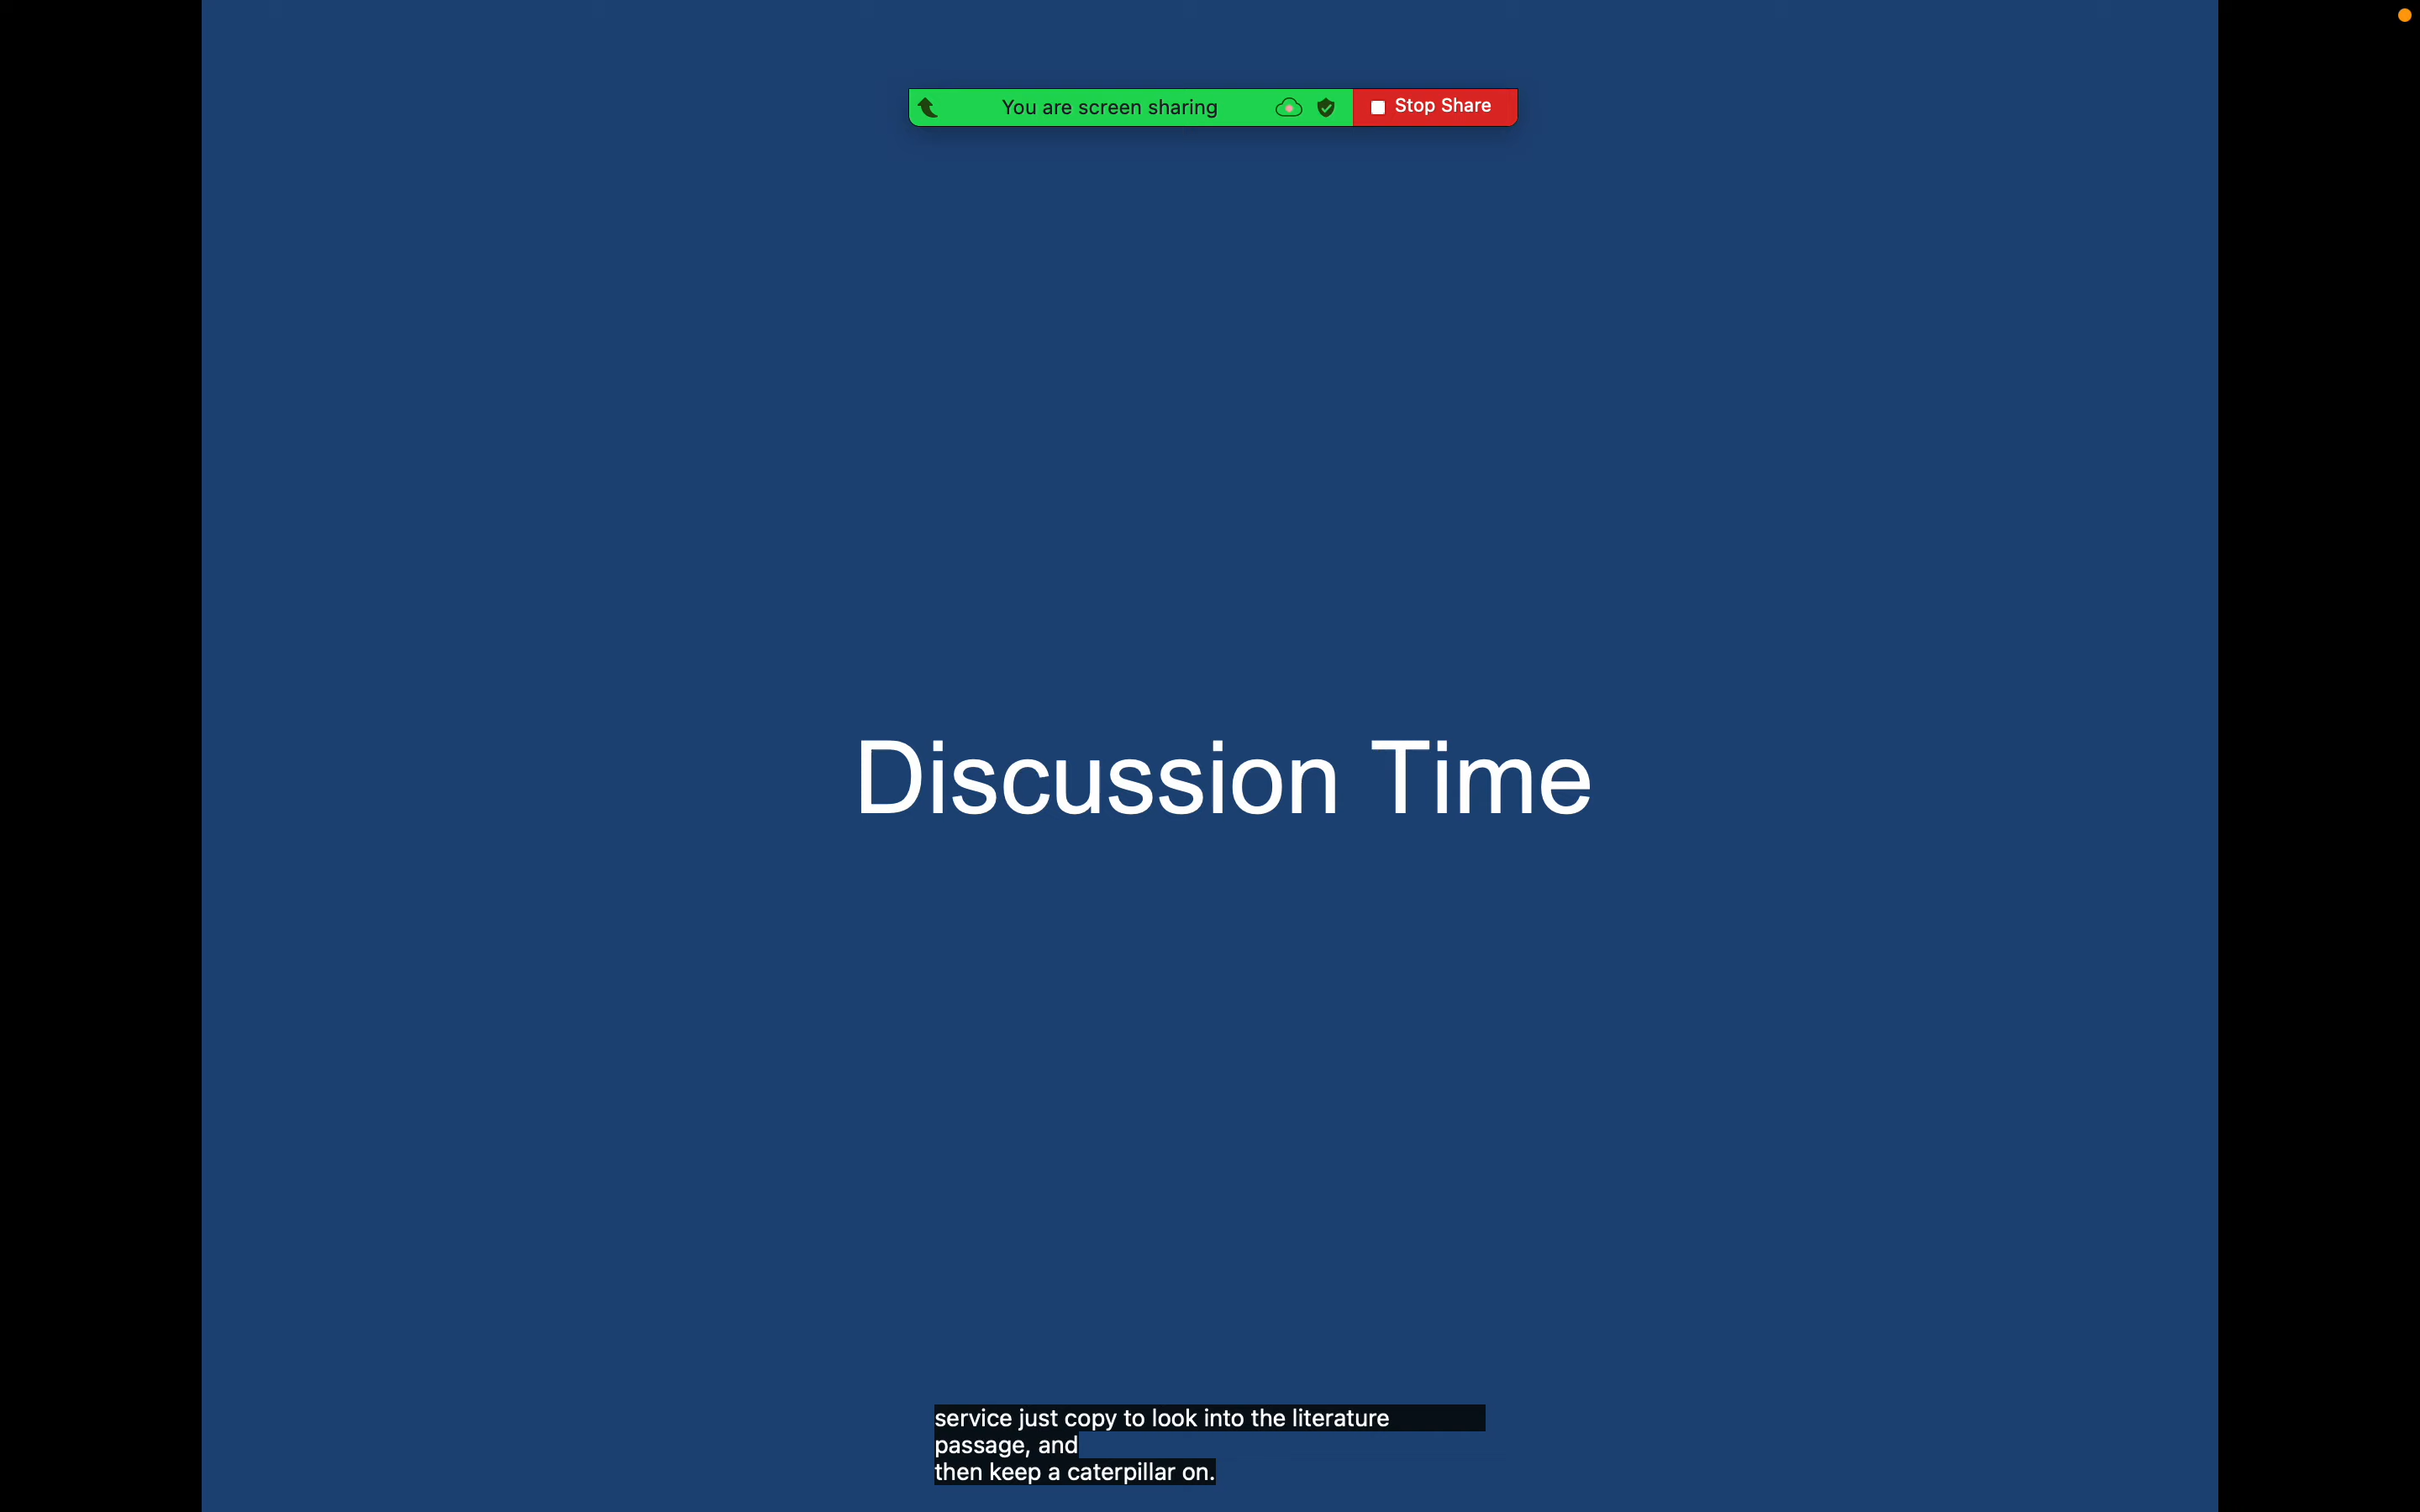 You are screen sharing
Stop Share
Discussion Time
service just copy to look into the literature
passage, and
then keep a caterpillar on.